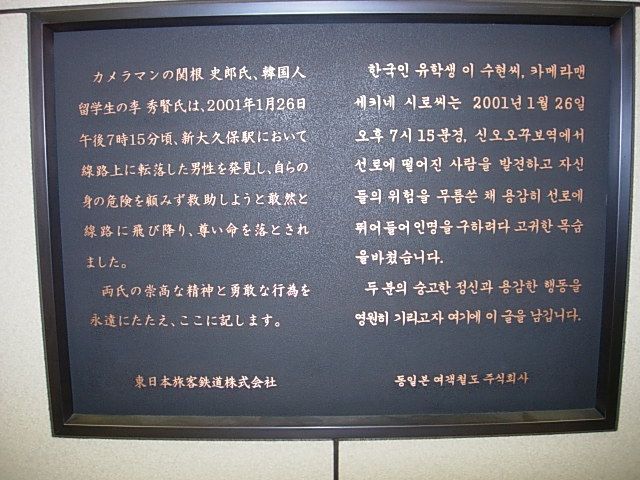 カメラマンの関根 史郎氏、韓国人
留学生の李 秀賢氏は、2001年1月26日
午後7時15分頃、新大久保駅において
線路上に転落した男性を発見し、自らの
身の危険を顧みず救助しようと敢然と
線路に飛び降り、尊い命を落とされ
ました。
両氏の崇高な精神と勇敢な行為を
永遠にたたえ、ここに記します。
東日本旅客鉄道株式会社
한국인 유학생 이 수현씨, 카메라맨
세키네 시로씨는 2001년 1월 26일
오후 7시 15분경, 신오오꾸보역에서
선로에 떨어진 사람을 발견하고 자신
들의 위험을 무릅쓴 채 용감히 선로에
뛰어들어 인명을 구하려다 고귀한 목숨
을 바쳤습니다.
두 분의 숭고한 정신과 용감한 행동을
영원히 기리고자 여기에 이 글을 남깁니다.
동일본 여객철도 주식회사